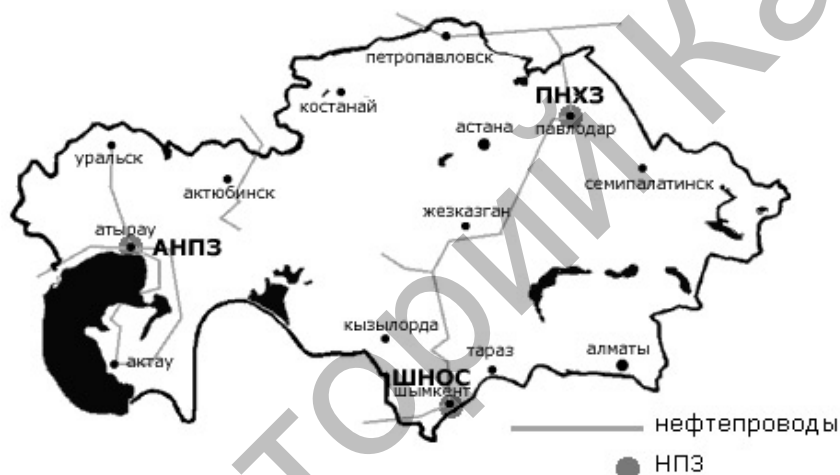 петропавловск
костанай
ПНХЗ
павлодар
астана
уральск
семипалатинск
актюбинск
жезказган
атырау
АНПЗ
кызылорда
тараз
алматы
актау
ШНОС
шымкент
нефтепроводы
НПЗ